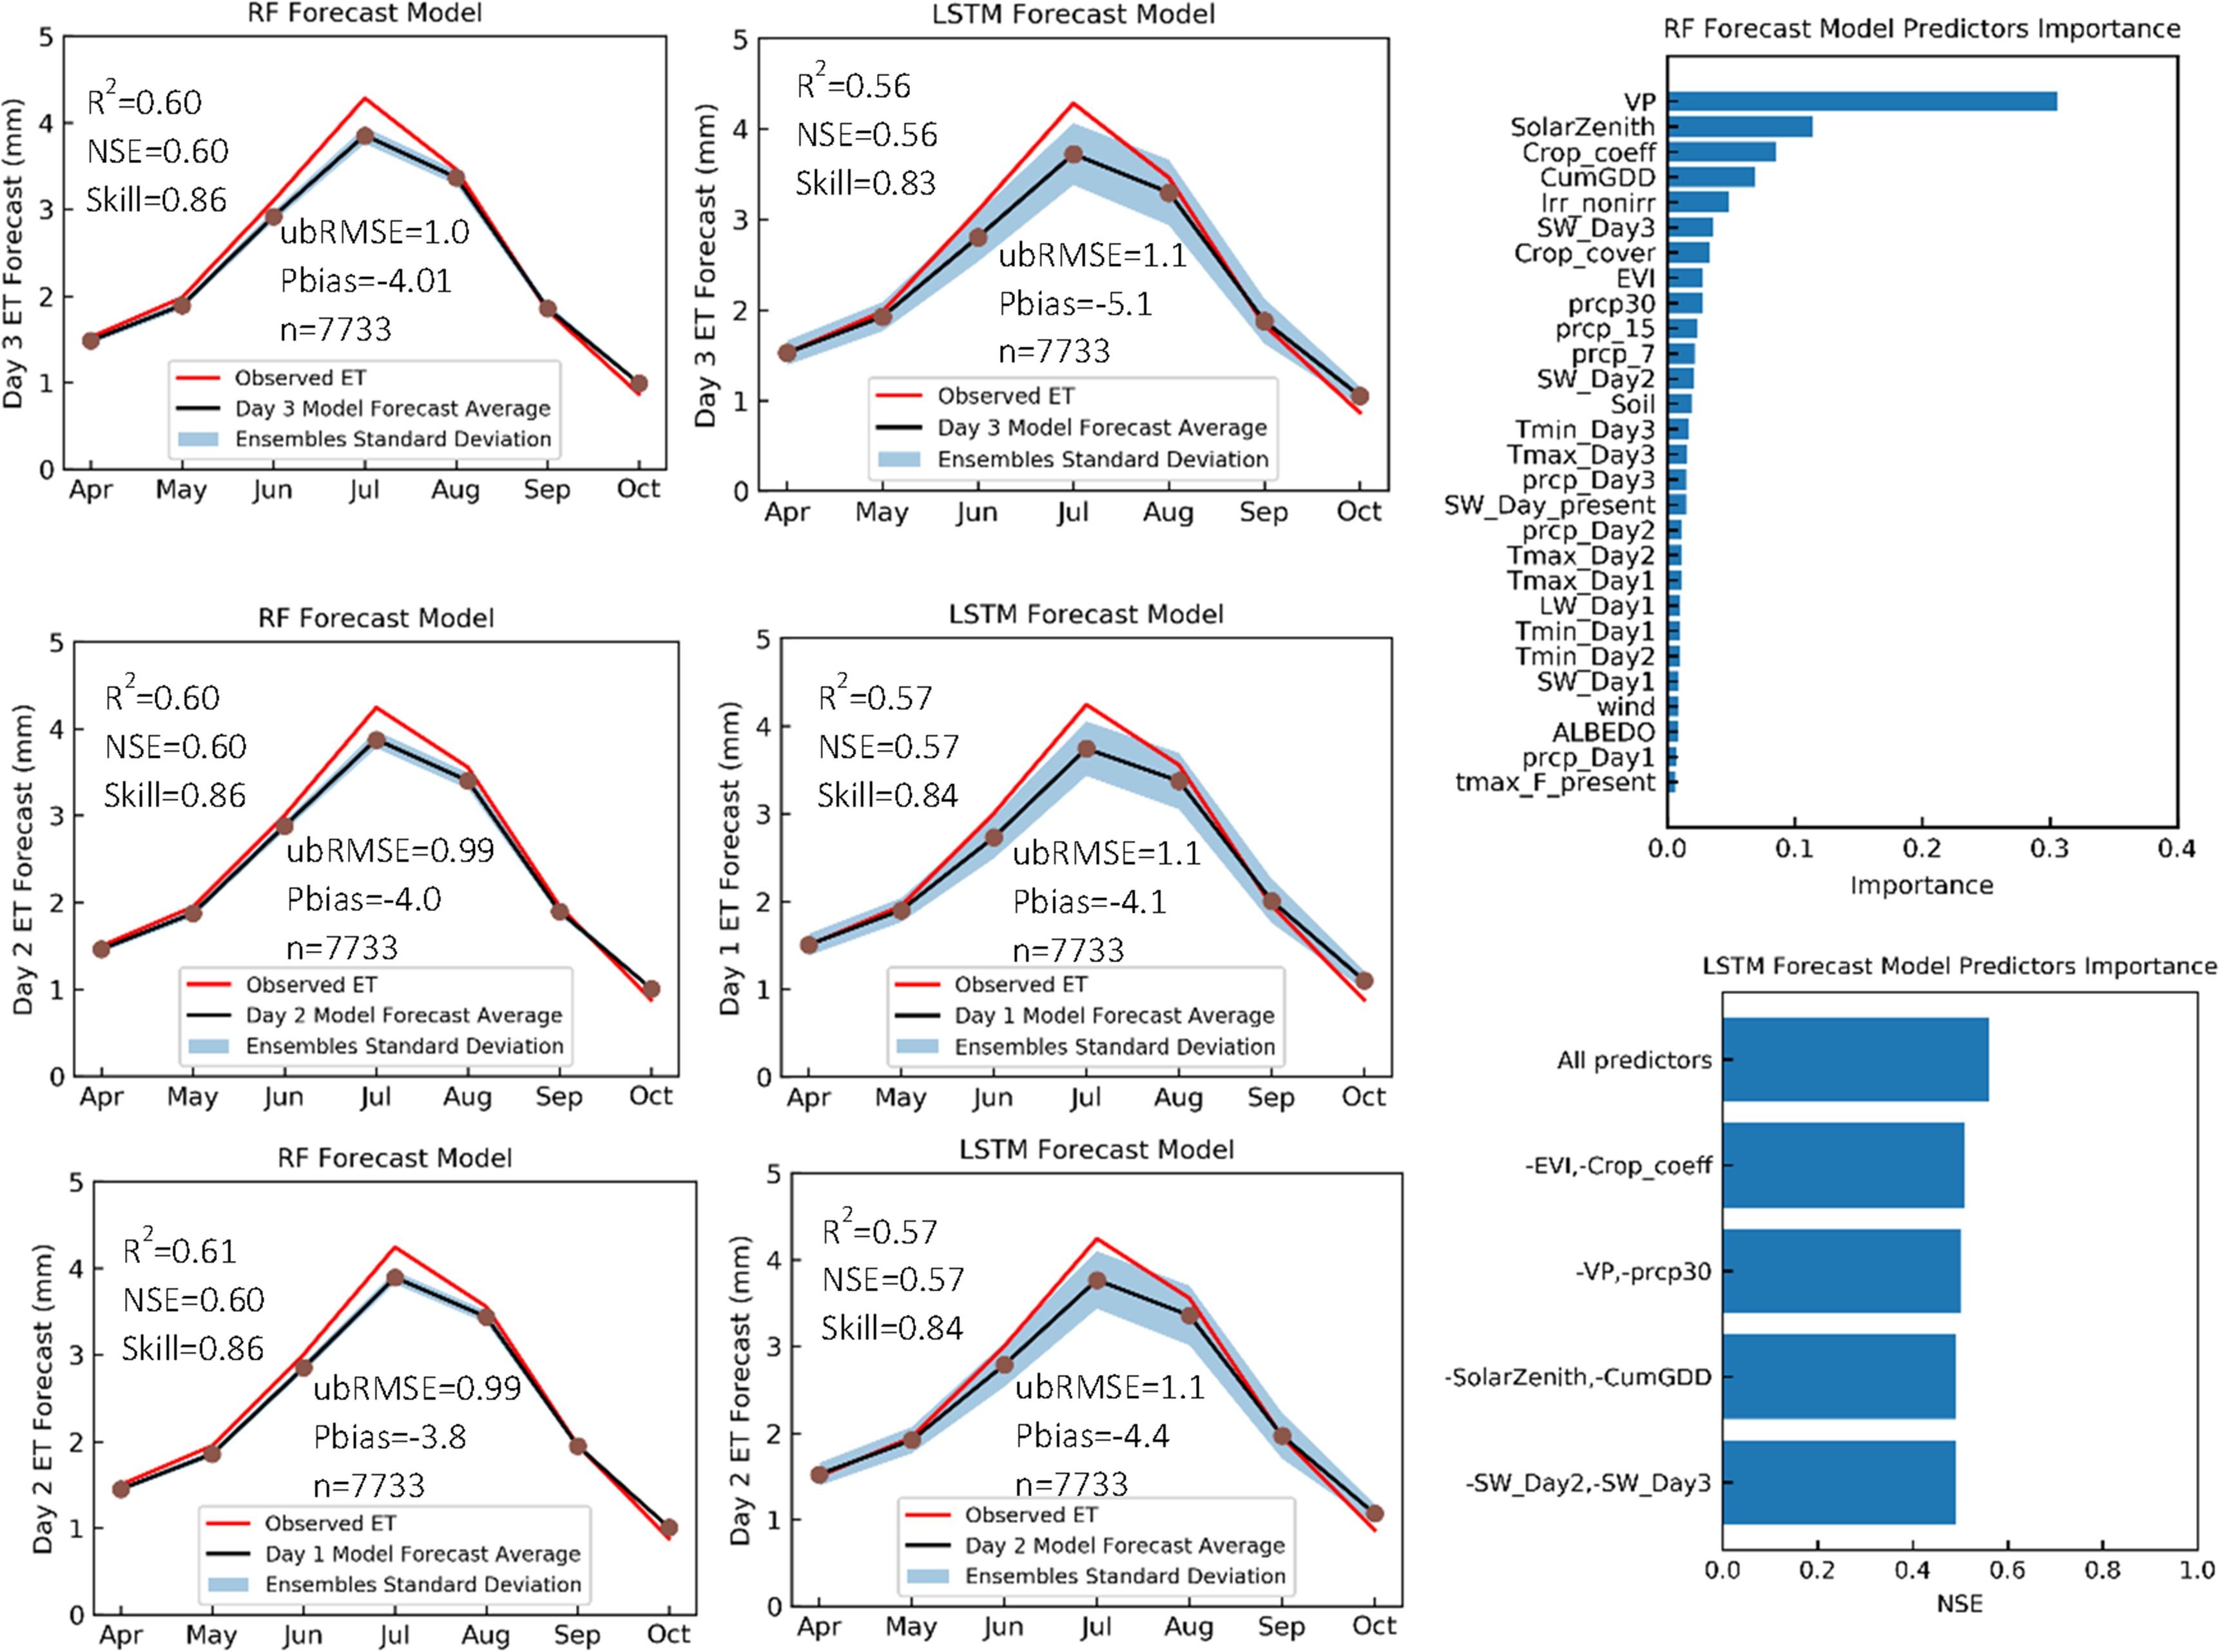 RF Forecast Model
Day 3 ET Forecast (mm)
5
4
3
2
1
0
R²=0.60
NSE=0.60
Skill=0.86
ubRMSE=1.0
Pbias=-4.01
n=7733
Observed ET
Day 3 Model Forecast Average
Ensembles Standard Deviation
Apr May Jun Jul Aug Sep Oct
LSTM Forecast Model
Day 3 ET Forecast (mm)
5
4
3
2
1
0
R²=0.56
NSE=0.56
Skill=0.83
ubRMSE=1.1
Pbias=-5.1
n=7733
Observed ET
Day 3 Model Forecast Average
Ensembles Standard Deviation
Apr May Jun Jul Aug Sep Oct
RF Forecast Model
Day 2 ET Forecast (mm)
5
4
3
2
1
0
R²=0.60
NSE=0.60
Skill=0.86
ubRMSE=0.99
Pbias=-4.0
n=7733
Observed ET
Day 2 Model Forecast Average
Ensembles Standard Deviation
Apr May Jun Jul Aug Sep Oct
LSTM Forecast Model
Day 1 ET Forecast (mm)
5
4
3
2
1
0
R²=0.57
NSE=0.57
Skill=0.84
ubRMSE=1.1
Pbias=-4.1
n=7733
Observed ET
Day 1 Model Forecast Average
Ensembles Standard Deviation
Apr May Jun Jul Aug Sep Oct
RF Forecast Model
Day 2 ET Forecast (mm)
5
4
3
2
1
0
R²=0.61
NSE=0.60
Skill=0.86
ubRMSE=0.99
Pbias=-3.8
n=7733
Observed ET
Day 1 Model Forecast Average
Ensembles Standard Deviation
Apr May Jun Jul Aug Sep Oct
LSTM Forecast Model
Day 2 ET Forecast (mm)
5
4
3
2
1
0
R²=0.57
NSE=0.57
Skill=0.84
ubRMSE=1.1
Pbias=-4.4
n=7733
Observed ET
Day 2 Model Forecast Average
Ensembles Standard Deviation
Apr May Jun Jul Aug Sep Oct
RF Forecast Model Predictors Importance
VP
SolarZenith
Crop_coeff
CumGDD
Irr_nonirr
SW_Day3
Crop_cover
EVI
prcp30
prcp_15
prcp_7
SW_Day2
Soil
Tmin_Day3
Tmax_Day3
prcp_Day3
SW_Day_present
prcp_Day2
Tmax_Day2
Tmax_Day1
LW_Day1
Tmin_Day1
Tmin_Day2
SW_Day1
wind
ALBEDO
prcp_Day1
tmax_F_present
0.0 0.1 0.2 0.3 0.4
Importance
LSTM Forecast Model Predictors Importance
All predictors
-EVI,-Crop_coeff
-VP,-prcp30
-SolarZenith,-CumGDD
-SW_Day2,-SW_Day3
0.0 0.2 0.4 0.6 0.8 1.0
NSE